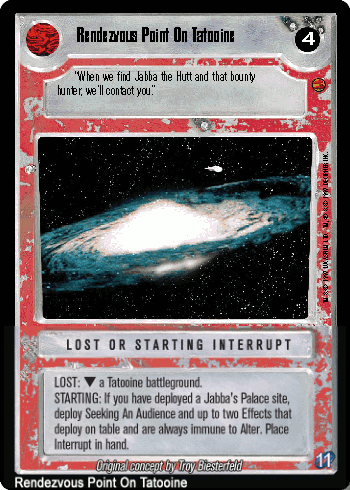 Rendezvous Point On Tatooine
4
"When we find Jabba the Hutt and that bounty
hunter, we'll contact you."
LOST OR STARTING INTERRUPT
LOST: ▼ a Tatooine battleground.
STARTING: If you have deployed a Jabba's Palace site,
deploy Seeking An Audience and up to two Effects that
deploy on table and are always immune to Alter. Place
Interrupt in hand.
11
Original concept by Troy Biesterfeld
Rendezvous Point On Tatooine